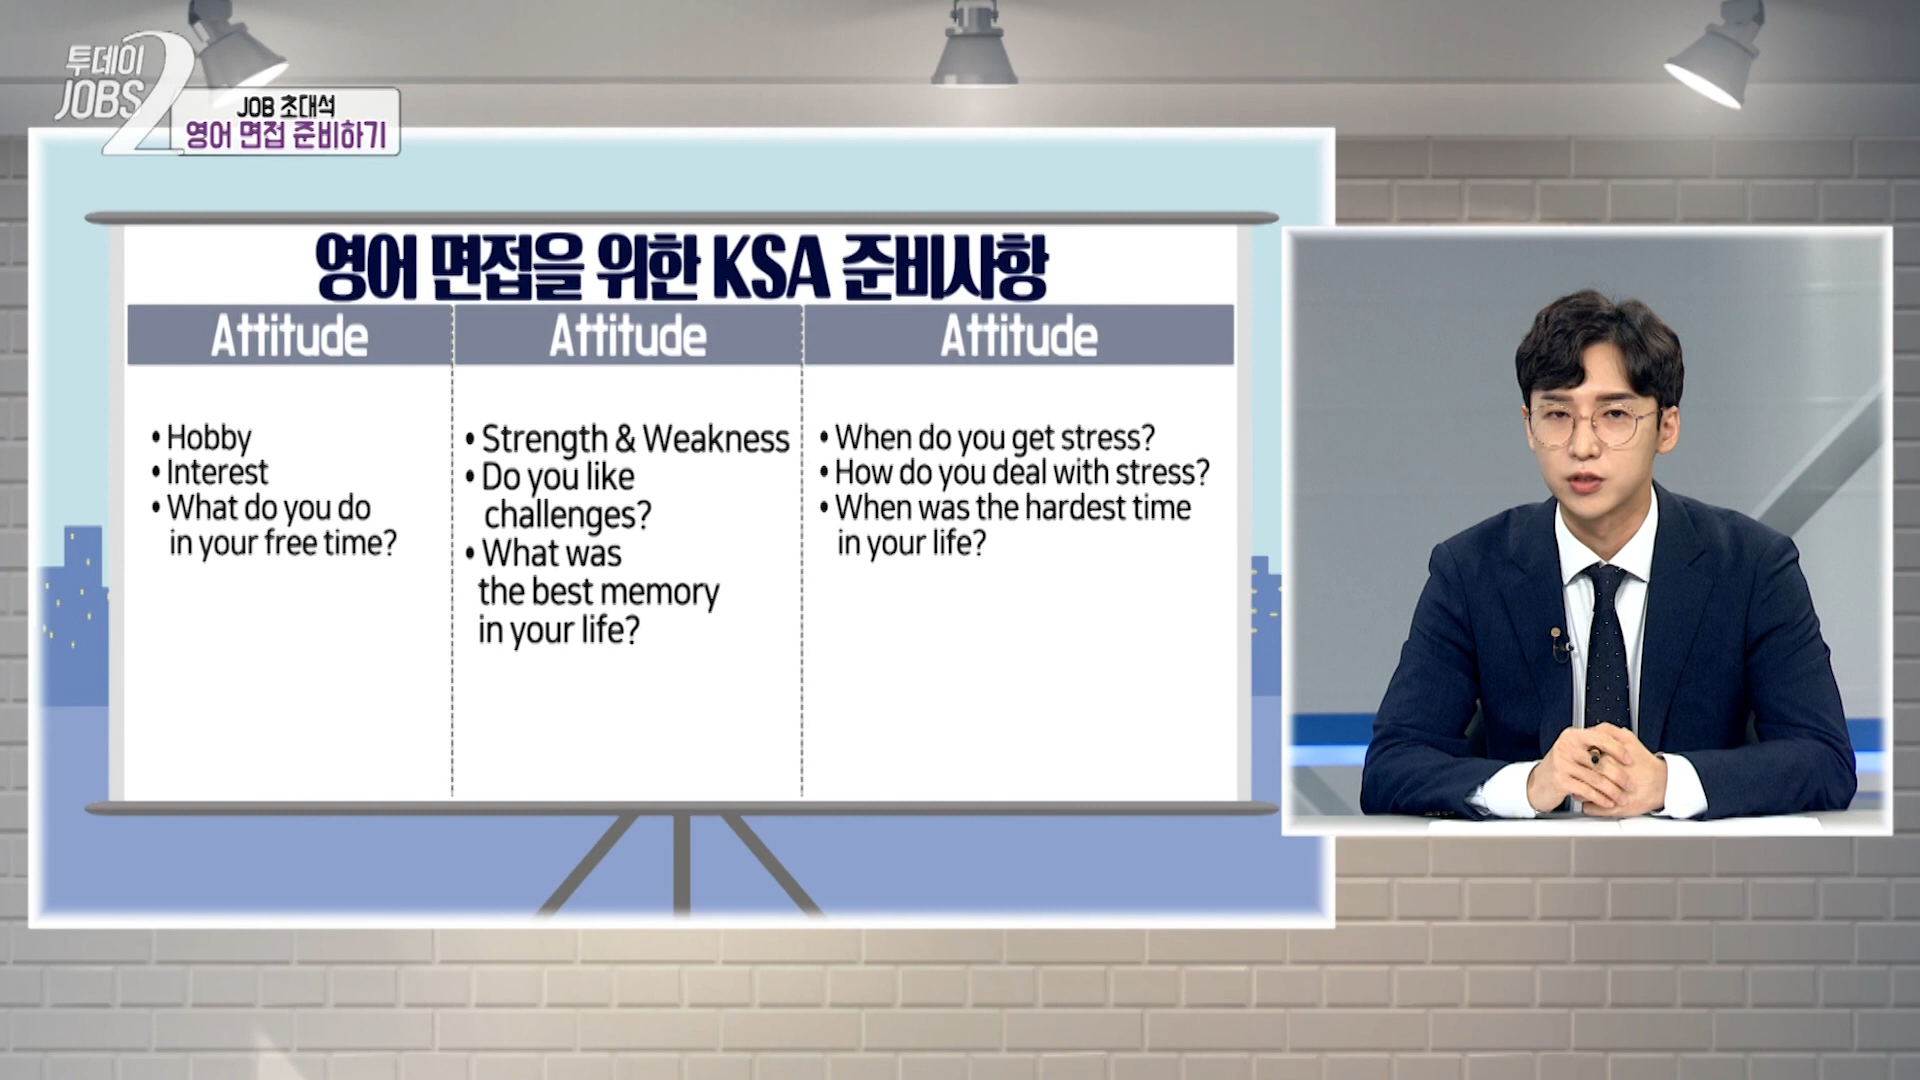 투데이
JOBS 2
JOB 초대석
영어 면접 준비하기
영어 면접을 위한 KSA 준비사항
Attitude
• Hobby
• Interest
• What do you do
in your free time?
Attitude
• Strength & Weakness
• Do you like
challenges?
• What was
the best memory
in your life?
Attitude
• When do you get stress?
• How do you deal with stress?
• When was the hardest time
in your life?